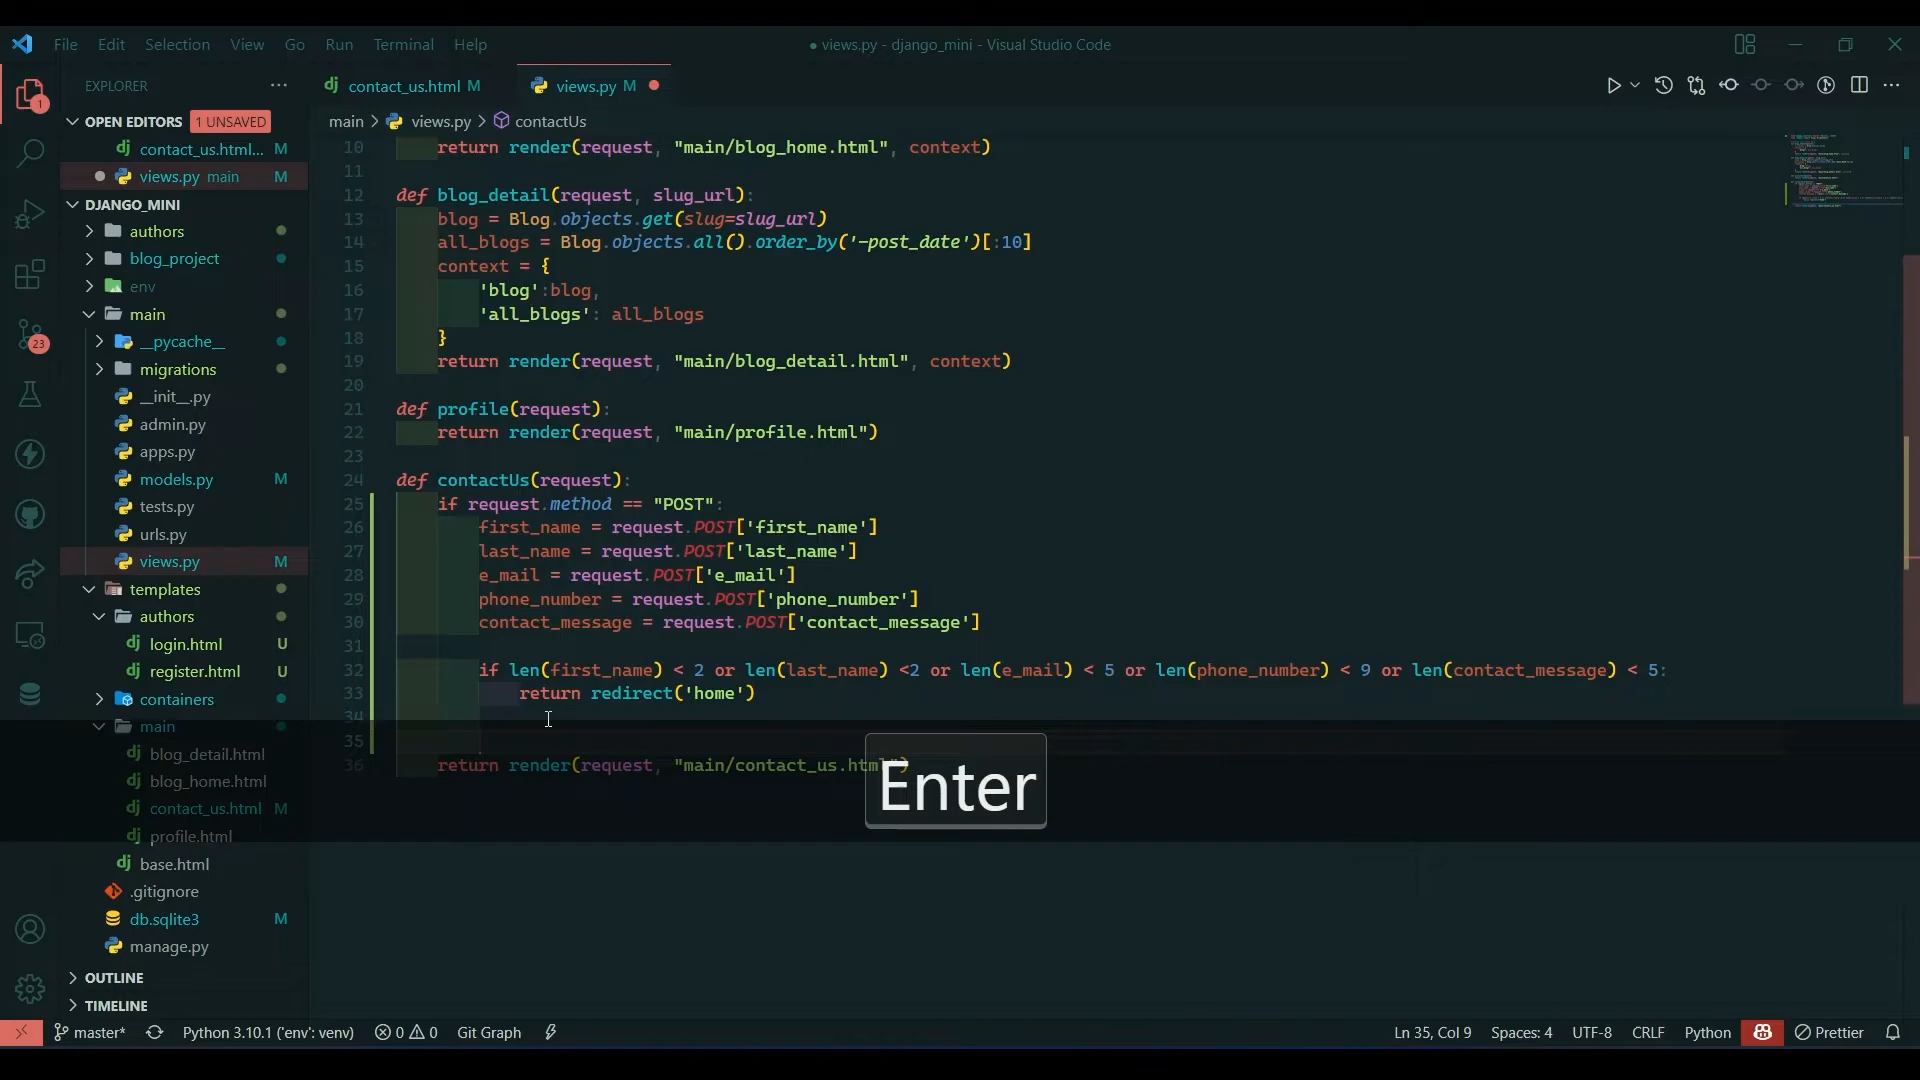 File Edit Selection View Go Run Terminal Help
● views.py - django_mini - Visual Studio Code
EXPLORER
dj contact_us.html M
views.py M
OPEN EDITORS 1 UNSAVED
dj contact_us.html... M
views.py main M
DJANGO_MINI
authors
blog_project
env
main
__pycache__
migrations
__init__.py
admin.py
apps.py
models.py M
tests.py
urls.py
views.py M
templates
authors
dj login.html U
dj register.html U
containers
main
dj blog_detail.html
dj blog_home.html
dj contact_us.html M
dj profile.html
dj base.html
.gitignore
db.sqlite3 M
manage.py
OUTLINE
TIMELINE
1
23
main > views.py > contactUs
10 return render(request, "main/blog_home.html", context)
11
12 def blog_detail(request, slug_url):
13 blog = Blog.objects.get(slug=slug_url)
14 all_blogs = Blog.objects.all().order_by('-post_date')[:10]
15 context = {
16 'blog':blog,
17 'all_blogs': all_blogs
18 }
19 return render(request, "main/blog_detail.html", context)
20
21 def profile(request):
22 return render(request, "main/profile.html")
23
24 def contactUs(request):
25 if request.method == "POST":
26 first_name = request.POST['first_name']
27 last_name = request.POST['last_name']
28 e_mail = request.POST['e_mail']
29 phone_number = request.POST['phone_number']
30 contact_message = request.POST['contact_message']
31
32 if len(first_name) < 2 or len(last_name) <2 or len(e_mail) < 5 or len(phone_number) < 9 or len(contact_message) < 5:
33 return redirect('home')
34
35
36 return render(request, "main/contact_us.html")
Enter
master* Python 3.10.1 ('env': venv) 0 0 Git Graph
Ln 35, Col 9 Spaces: 4 UTF-8 CRLF Python Prettier